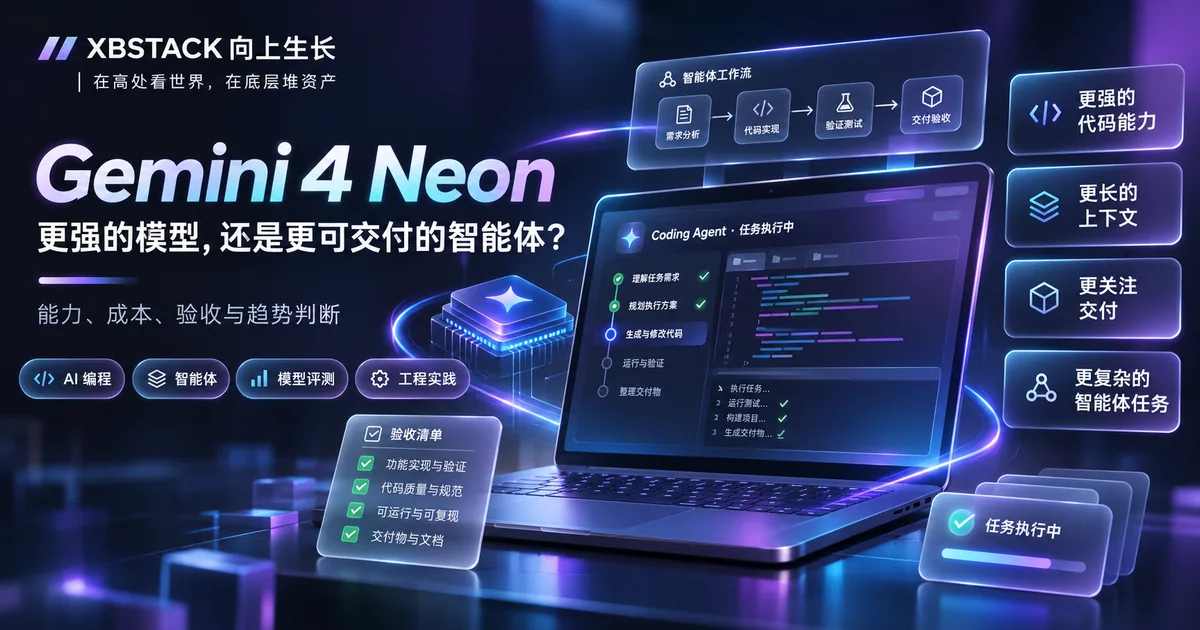 XBSTACK 向上生长
在高处看世界，在底层堆资产
Gemini 4 Neon
更强的模型, 还是更可交付的智能体?
能力、成本、验收与趋势判断
</> AI 编程
智能体
模型评测
工程实践
验收清单
功能实现与验证
代码质量与规范
可运行与可复现
交付物与文档
智能体工作流
需求分析
代码实现
验证测试
交付验收
Coding Agent · 任务执行中
理解任务需求
规划执行方案
生成与修改代码
运行与验证
整理交付物
执行任务...
2 运行测试...
构建项目...
3 生成交付物...
更强的
代码能力
更长的
上下文
更关注
交付
更复杂的
智能体任务
任务执行中